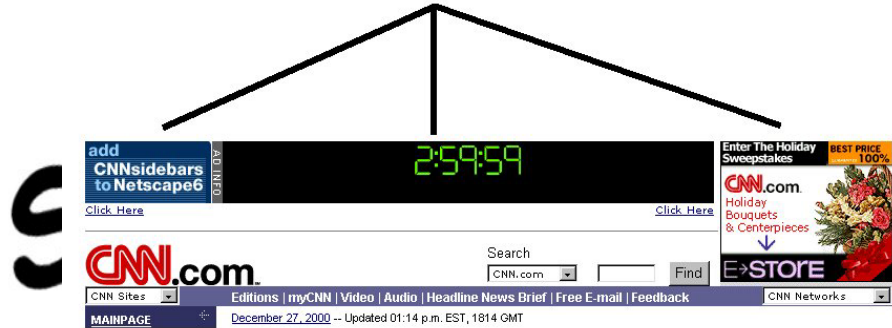 add
CNNsidebars
to Netscape6
AD INFO
2:59:59
Click Here
Click Here
Enter The Holiday
Sweepstakes
BEST PRICE
100%
CNN.com
Holiday
Bouquets
& Centerpieces
E→STORE
S
CNN.com
Search
CNN.com
Find
CNN Sites
Editions | myCNN | Video | Audio | Headline News Brief | Free E-mail | Feedback
CNN Networks
MAINPAGE
December 27, 2000 -- Updated 01:14 p.m. EST, 1814 GMT